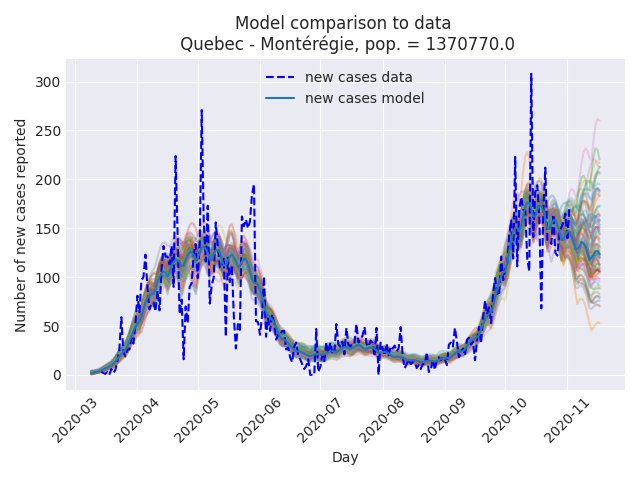 Model comparison to data
Quebec - Montérégie, pop. = 1370770.0
new cases data
new cases model
Number of new cases reported
300
250
200
150
100
50
0
2020-03
2020-04
2020-05
2020-06
2020-07
2020-08
2020-09
2020-10
2020-11
Day